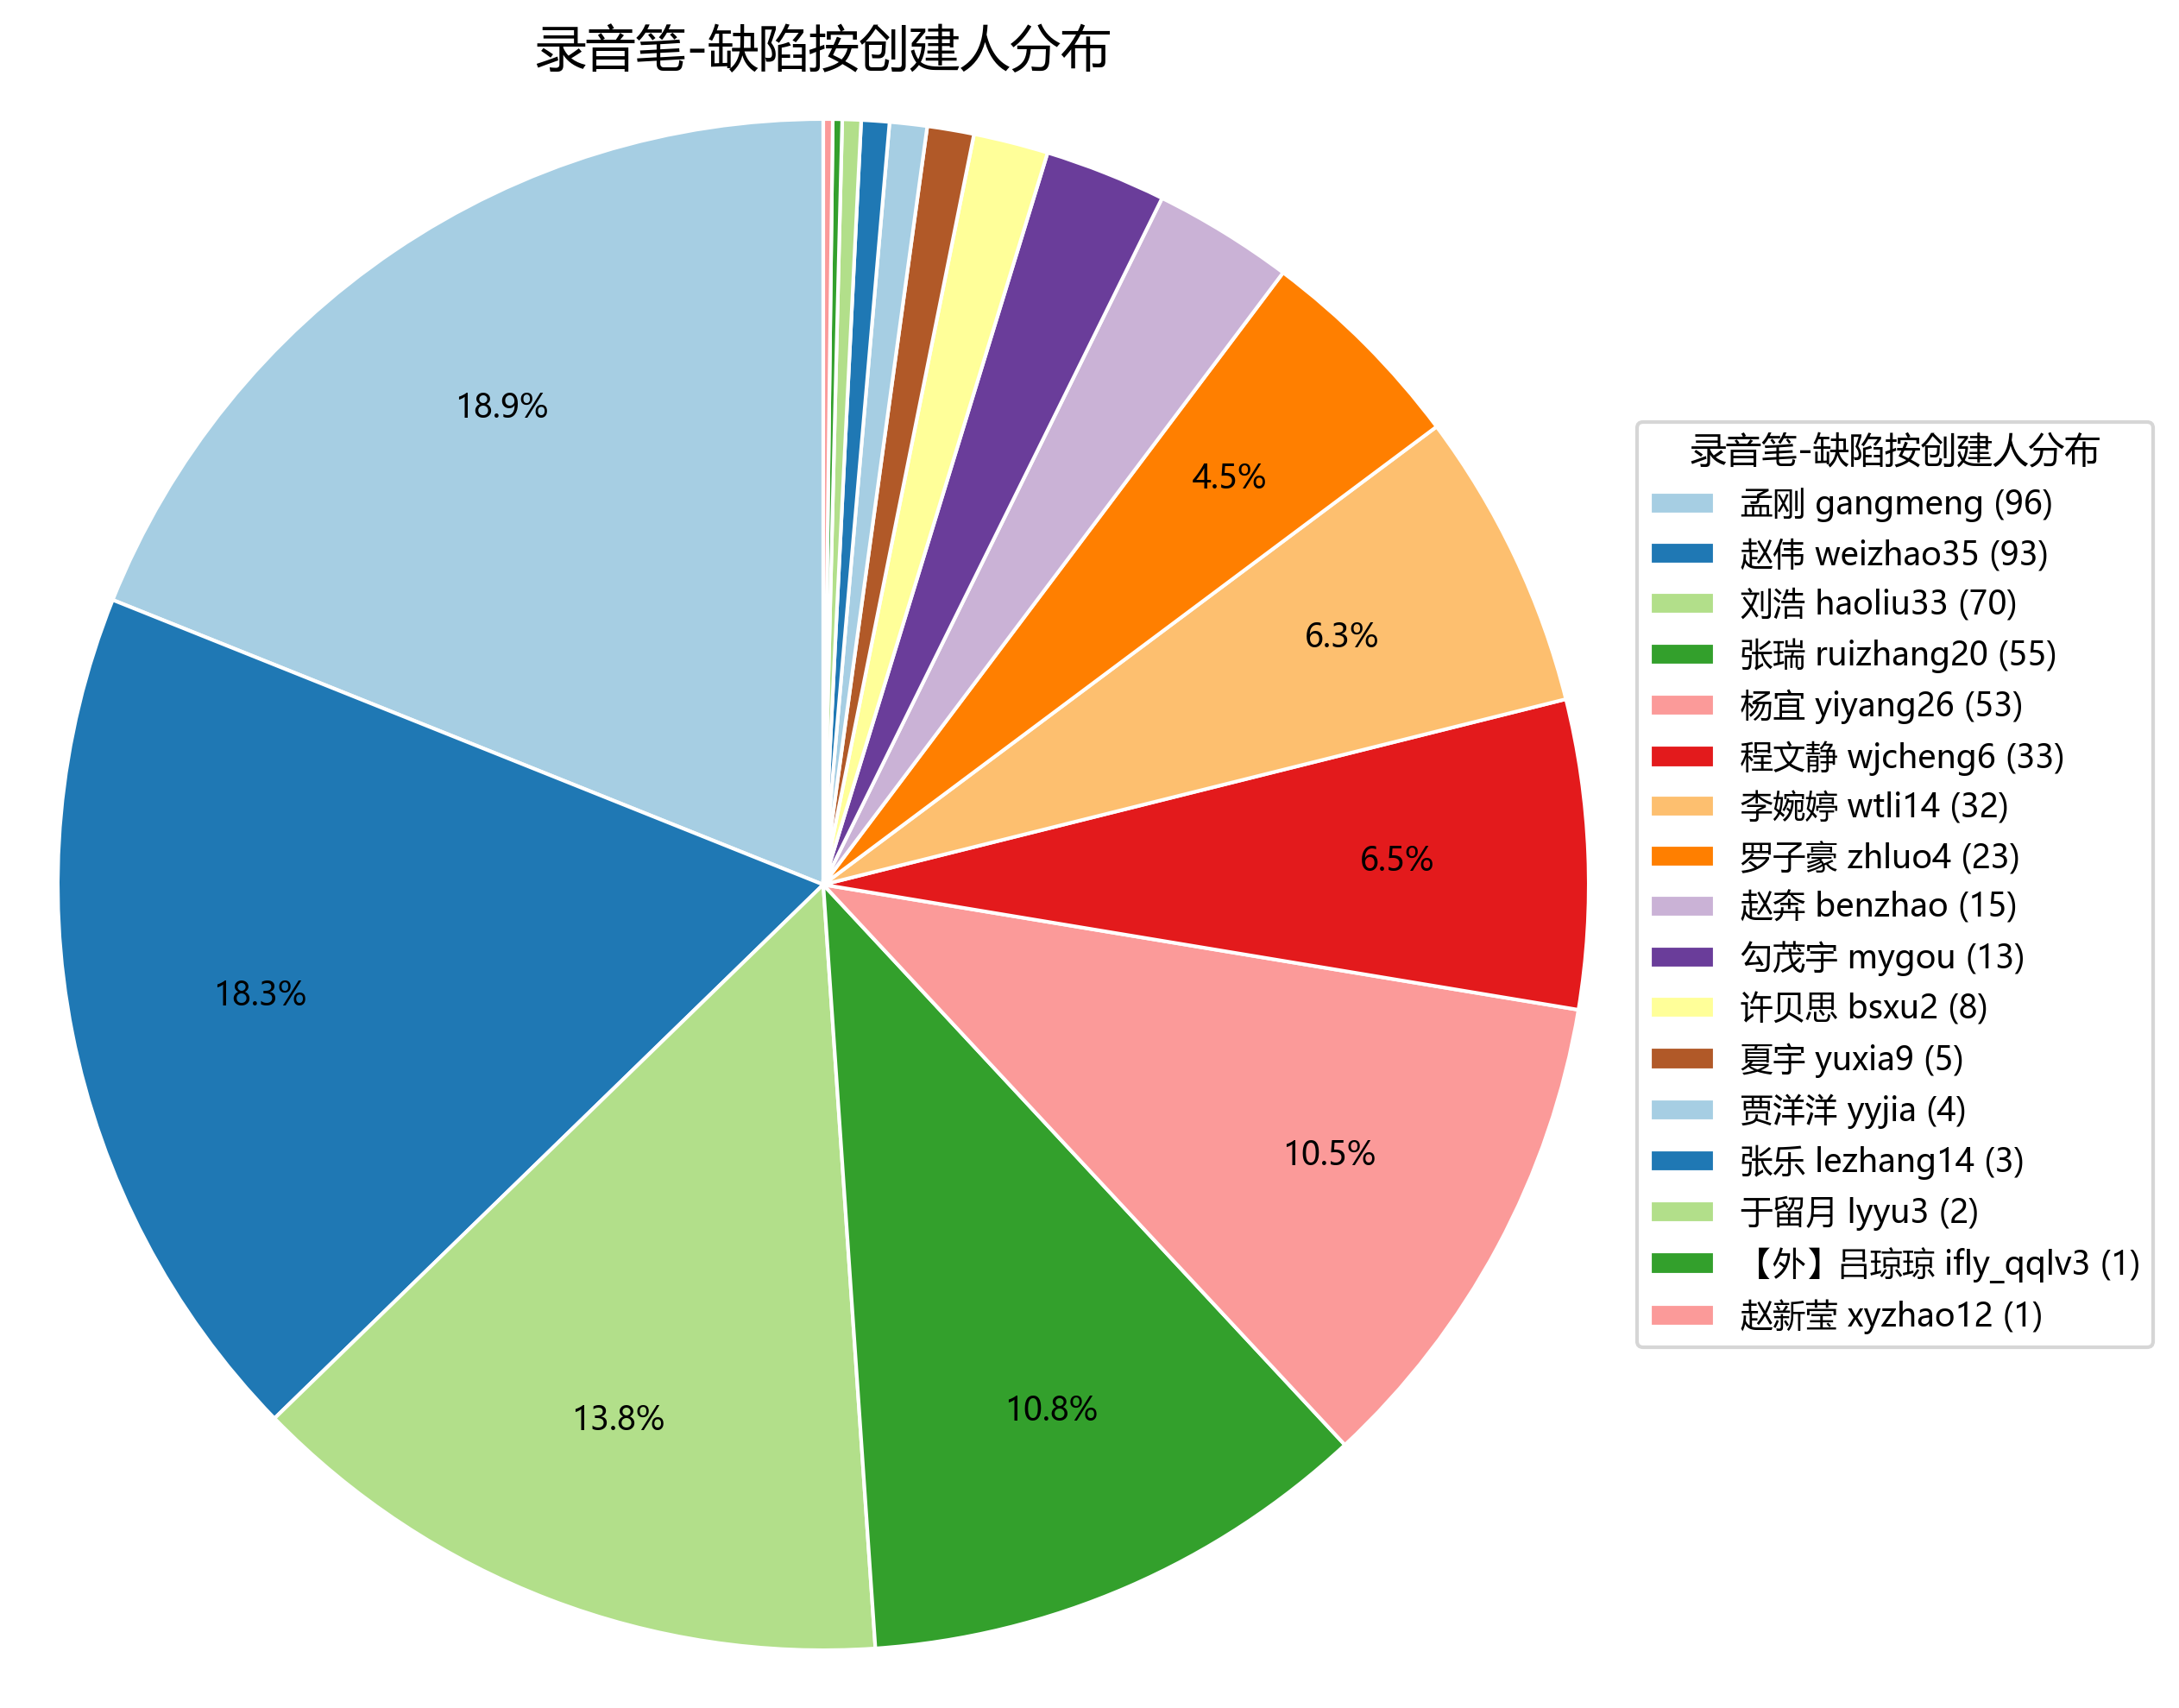 录音笔-缺陷按创建人分布
18.9%
4.5%
6.3%
6.5%
18.3%
10.5%
13.8%
10.8%
录音笔-缺陷按创建人分布
孟刚 gangmeng (96)
赵伟 weizhao35 (93)
刘浩 haoliu33 (70)
张瑞 ruizhang20 (55)
杨宜 yiyang26 (53)
程文静 wjcheng6 (33)
李婉婷 wtli14 (32)
罗子豪 zhluo4 (23)
赵奔 benzhao (15)
勾茂宇 mygou (13)
许贝思 bsxu2 (8)
夏宇 yuxia9 (5)
贾洋洋 yyjia (4)
张乐 lezhang14 (3)
于留月 lyyu3 (2)
【外】吕琼琼 ifly_qqlv3 (1)
赵新莹 xyzhao12 (1)